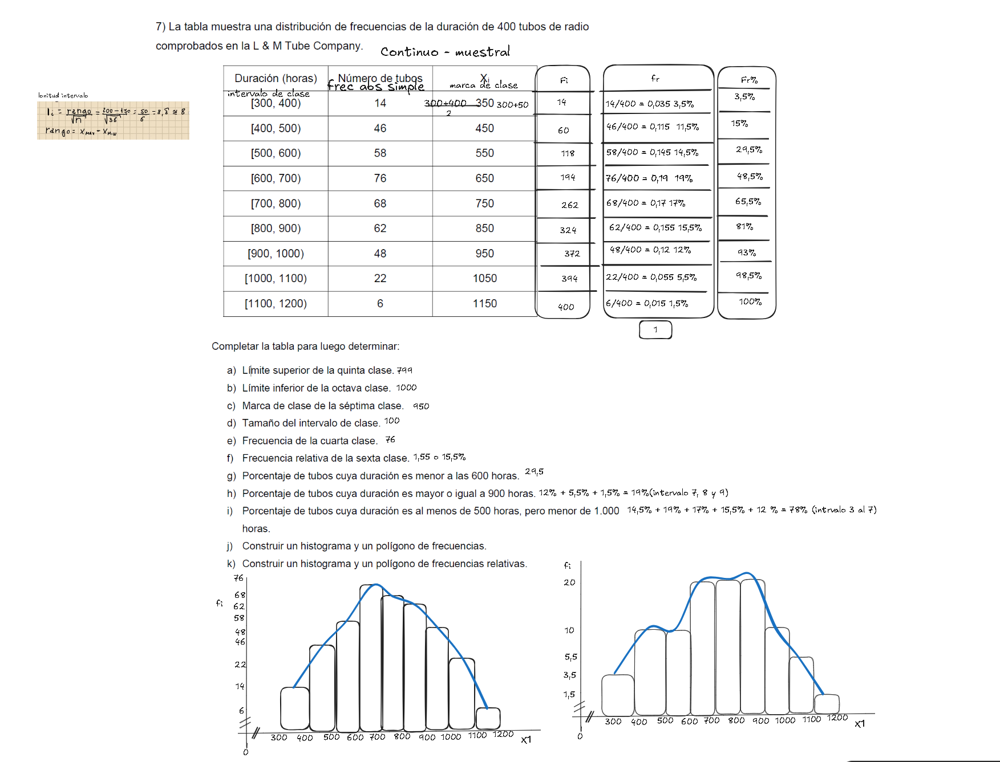 7) La tabla muestra una distribución de frecuencias de la duración de 400 tubos de radio
comprobados en la L & M Tube Company.
Continuo - muestral
lonitud intervalo
Ii = rango/√n = 200-150/√36 = 50/6 = 8,3 ≅ 8
rango = XMAX - XMIN
Duración (horas) Número de tubos Xi Fi fr Fr%
intervalo de clase frec abs simple marca de clase
[300, 400) 14 300+400/2 350 300+50 14 14/400 = 0,035 3,5% 3,5%
[400, 500) 46 450 60 46/400 = 0,115 11,5% 15%
[500, 600) 58 550 118 58/400 = 0,145 14,5% 29,5%
[600, 700) 76 650 194 76/400 = 0,19 19% 48,5%
[700, 800) 68 750 262 68/400 = 0,17 17% 65,5%
[800, 900) 62 850 324 62/400 = 0,155 15,5% 81%
[900, 1000) 48 950 372 48/400 = 0,12 12% 93%
[1000, 1100) 22 1050 394 22/400 = 0,055 5,5% 98,5%
[1100, 1200) 6 1150 400 6/400 = 0,015 1,5% 100%
1
Completar la tabla para luego determinar:
a) Límite superior de la quinta clase. 799
b) Límite inferior de la octava clase. 1000
c) Marca de clase de la séptima clase. 950
d) Tamaño del intervalo de clase. 100
e) Frecuencia de la cuarta clase. 76
f) Frecuencia relativa de la sexta clase. 1,55 o 15,5%
g) Porcentaje de tubos cuya duración es menor a las 600 horas. 29,5
h) Porcentaje de tubos cuya duración es mayor o igual a 900 horas. 12% + 5,5% + 1,5% = 19%(intervalo 7, 8 y 9)
i) Porcentaje de tubos cuya duración es al menos de 500 horas, pero menor de 1.000 14,5% + 19% + 17% + 15,5% + 12 % = 78% (intrvalo 3 al 7)
horas.
j) Construir un histograma y un polígono de frecuencias.
k) Construir un histograma y un polígono de frecuencias relativas.
fi
76
68
62
58
48
46
22
14
6
0
300 400 500 600 700 800 900 1000 1100 1200 X1
fi
20
10
5,5
3,5
1,5
0
300 400 500 600 700 800 900 1000 1100 1200 X1